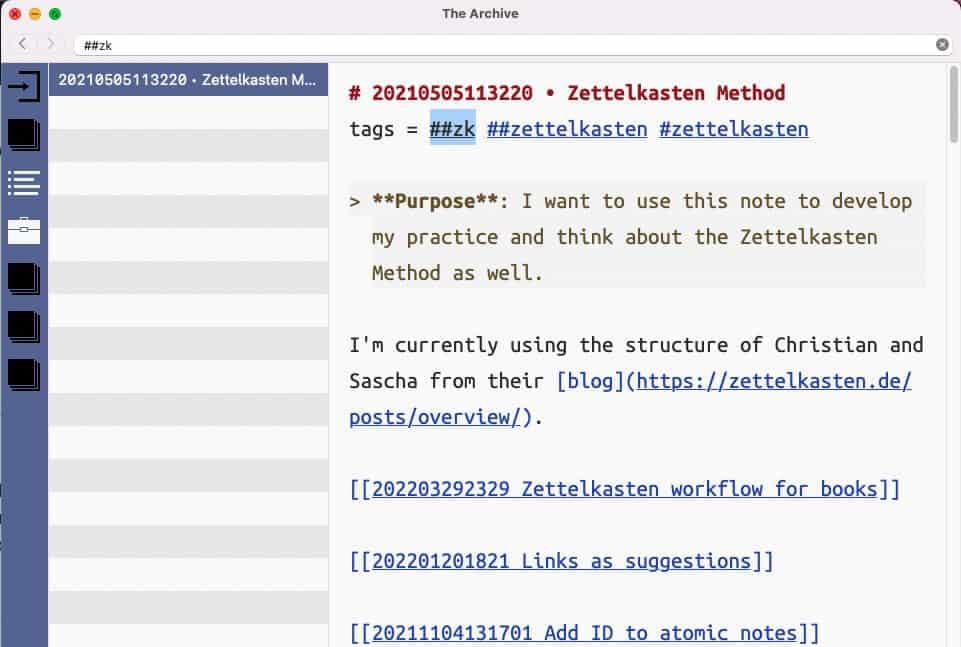 The Archive
##zk
20210505113220 • Zettelkasten M...
# 20210505113220 • Zettelkasten Method
tags = ##zk ##zettelkasten #zettelkasten
> **Purpose**: I want to use this note to develop
my practice and think about the Zettelkasten
Method as well.
I'm currently using the structure of Christian and
Sascha from their [blog](https://zettelkasten.de/
posts/overview/).
[[202203292329 Zettelkasten workflow for books]]
[[202201201821 Links as suggestions]]
[[20211104131701 Add ID to atomic notes]]